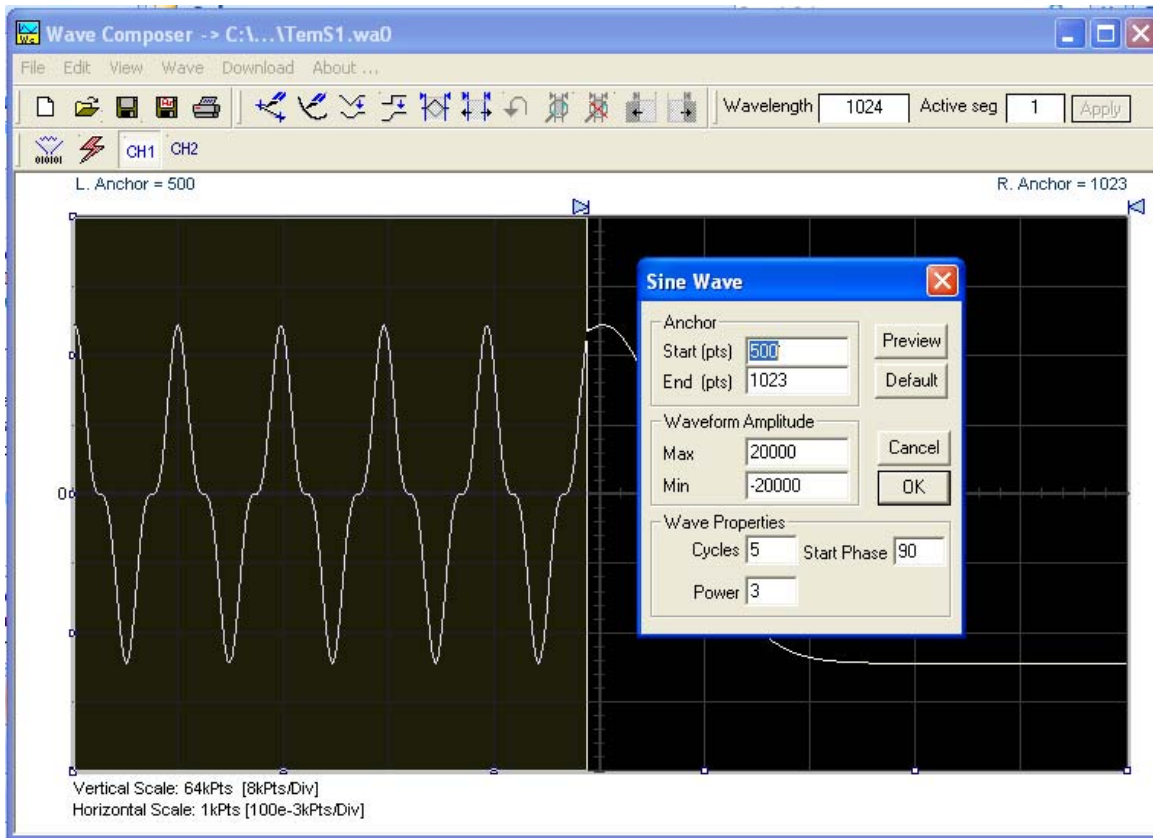 Wave Composer -> C:\...\TemS1.wa0
File Edit View Wave Download About ...
Wavelength 1024 Active seg 1 Apply
010101 CH1 CH2
L. Anchor = 500 R. Anchor = 1023
Sine Wave
Anchor
Start (pts) 500 Preview
End (pts) 1023 Default
Waveform Amplitude
Max 20000 Cancel
Min -20000 OK
0
Wave Properties
Cycles 5 Start Phase 90
Power 3
Vertical Scale: 64kPts [8kPts/Div]
Horizontal Scale: 1kPts [100e-3kPts/Div]